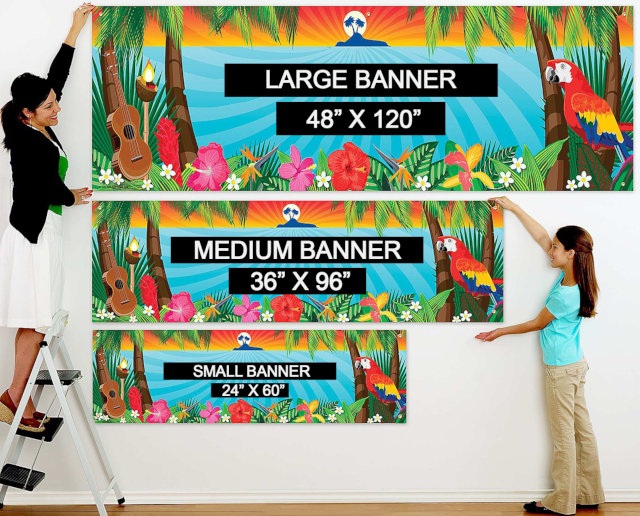 LARGE BANNER
48” X 120”
MEDIUM BANNER
36” X 96”
SMALL BANNER
24” X 60”